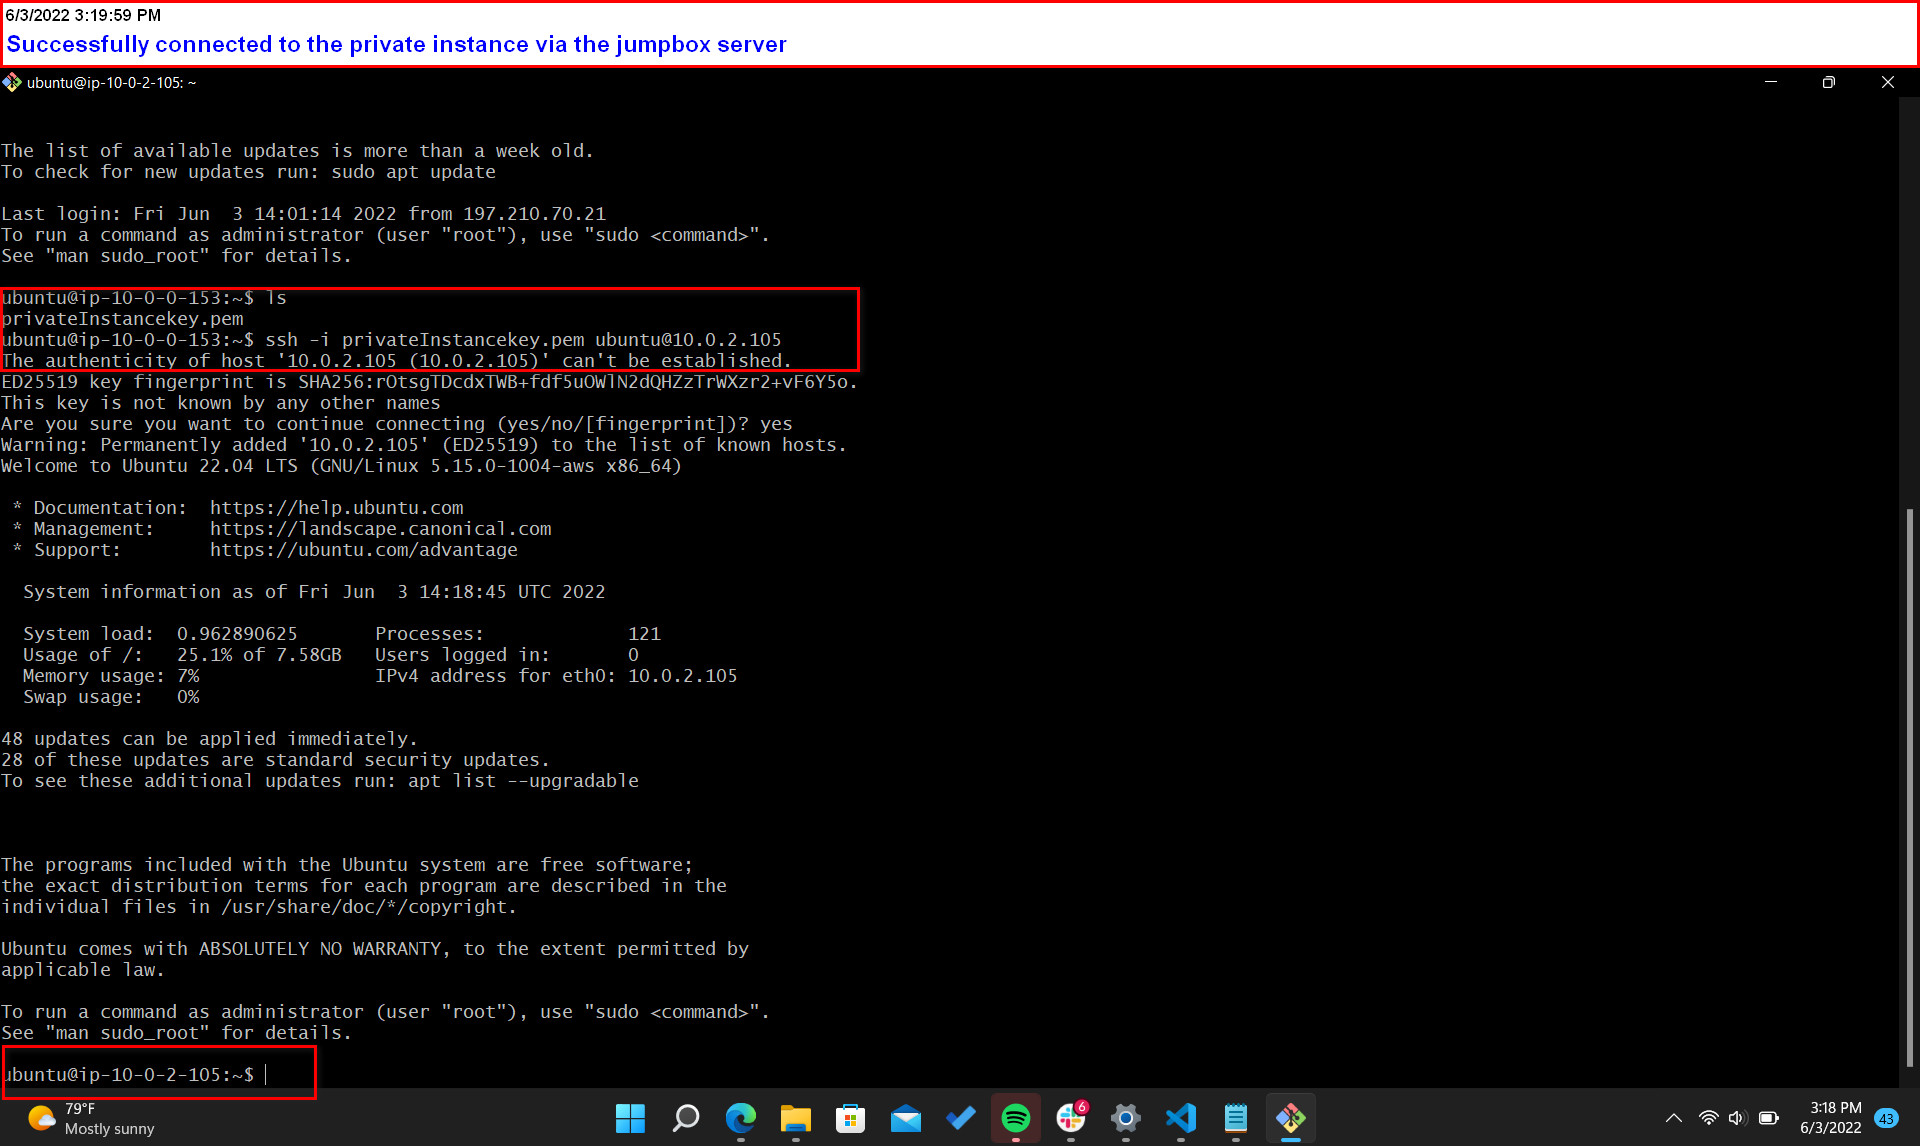 6/3/2022 3:19:59 PM
Successfully connected to the private instance via the jumpbox server
ubuntu@ip-10-0-2-105: ~
The list of available updates is more than a week old.
To check for new updates run: sudo apt update
Last login: Fri Jun  3 14:01:14 2022 from 197.210.70.21
To run a command as administrator (user "root"), use "sudo <command>".
See "man sudo_root" for details.
ubuntu@ip-10-0-0-153:~$ ls
privateInstancekey.pem
ubuntu@ip-10-0-0-153:~$ ssh -i privateInstancekey.pem ubuntu@10.0.2.105
The authenticity of host '10.0.2.105 (10.0.2.105)' can't be established.
ED25519 key fingerprint is SHA256:rOtsgTDcdxTWB+fdf5uOWlN2dQHZzTrWXzr2+vF6Y5o.
This key is not known by any other names
Are you sure you want to continue connecting (yes/no/[fingerprint])? yes
Warning: Permanently added '10.0.2.105' (ED25519) to the list of known hosts.
Welcome to Ubuntu 22.04 LTS (GNU/Linux 5.15.0-1004-aws x86_64)
* Documentation:  https://help.ubuntu.com
* Management:     https://landscape.canonical.com
* Support:        https://ubuntu.com/advantage
System information as of Fri Jun  3 14:18:45 UTC 2022
System load:  0.962890625       Processes:             121
Usage of /:   25.1% of 7.58GB   Users logged in:       0
Memory usage: 7%                IPv4 address for eth0: 10.0.2.105
Swap usage:   0%
48 updates can be applied immediately.
28 of these updates are standard security updates.
To see these additional updates run: apt list --upgradable
The programs included with the Ubuntu system are free software;
the exact distribution terms for each program are described in the
individual files in /usr/share/doc/*/copyright.
Ubuntu comes with ABSOLUTELY NO WARRANTY, to the extent permitted by
applicable law.
To run a command as administrator (user "root"), use "sudo <command>".
See "man sudo_root" for details.
ubuntu@ip-10-0-2-105:~$
79°F
Mostly sunny
6
3:18 PM
6/3/2022
43